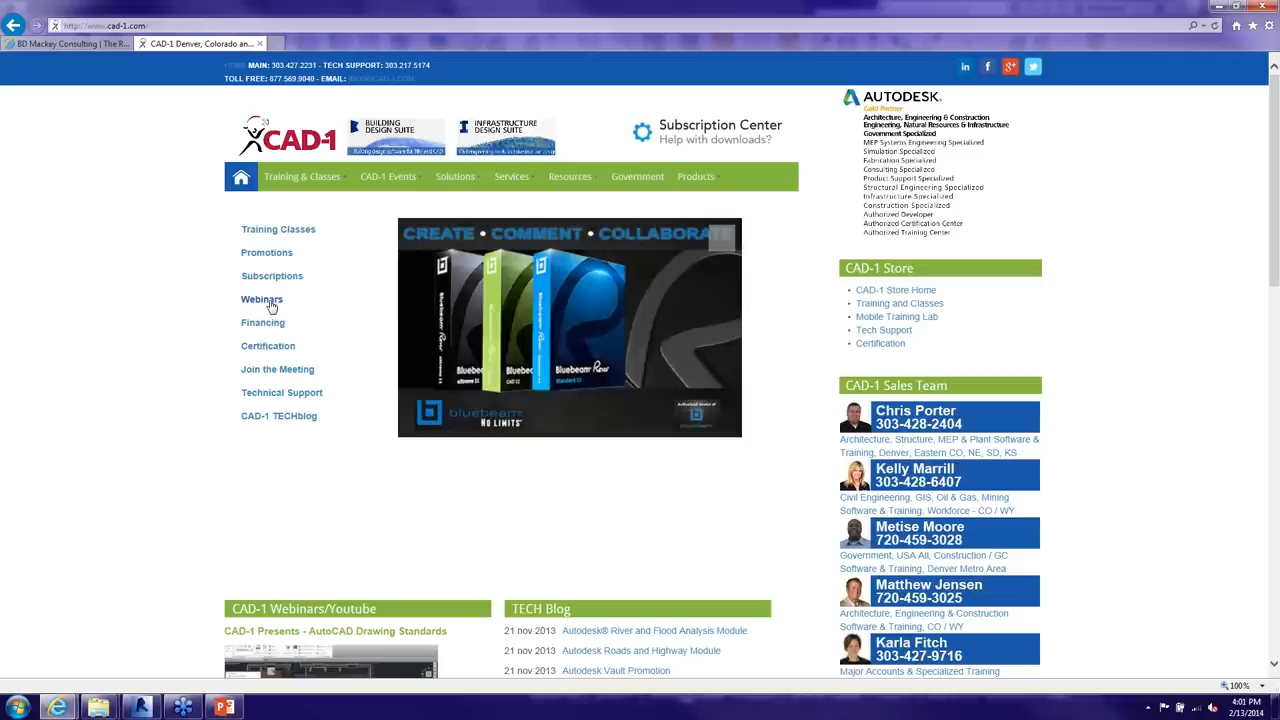 http://www.cad-1.com
BD Mackey Consulting | The R...
CAD-1 Denver, Colorado an...
MAIN: 303.427.2231 - TECH SUPPORT: 303.217.5174
TOLL FREE: 877.569.9040 - EMAIL:
CAD-1
BUILDING
DESIGN SUITE
INFRASTRUCTURE
DESIGN SUITE
Subscription Center
Help with downloads?
AUTODESK.
Gold Partner
Architecture, Engineering & Construction
Engineering, Natural Resources & Infrastructure
Government Specialized
MEP Systems Engineering Specialized
Simulation Specialized
Fabrication Specialized
Consulting Specialized
Product Support Specialized
Structural Engineering Specialized
Infrastructure Specialized
Construction Specialized
Authorized Developer
Authorized Certification Center
Authorized Training Center
Training & Classes
CAD-1 Events
Solutions
Services
Resources
Government
Products
Training Classes
Promotions
Subscriptions
Webinars
Financing
Certification
Join the Meeting
Technical Support
CAD-1 TECHblog
CREATE • COMMENT • COLLABORATE
Bluebeam Revu
bluebeam
NO LIMITS
CAD-1 Store
• CAD-1 Store Home
• Training and Classes
• Mobile Training Lab
• Tech Support
• Certification
CAD-1 Sales Team
Chris Porter
303-428-2404
Architecture, Structure, MEP & Plant Software &
Training, Denver, Eastern CO, NE, SD, KS
Kelly Marrill
303-428-6407
Civil Engineering, GIS, Oil & Gas, Mining
Software & Training, Workforce - CO / WY
Metise Moore
720-459-3028
Government, USA All, Construction / GC
Software & Training, Denver Metro Area
Matthew Jensen
720-459-3025
Architecture, Engineering & Construction
Software & Training, CO / WY
Karla Fitch
303-427-9716
Major Accounts & Specialized Training
CAD-1 Webinars/Youtube
CAD-1 Presents - AutoCAD Drawing Standards
TECH Blog
21 nov 2013 Autodesk® River and Flood Analysis Module
21 nov 2013 Autodesk Roads and Highway Module
21 nov 2013 Autodesk Vault Promotion
100%
4:01 PM
2/13/2014